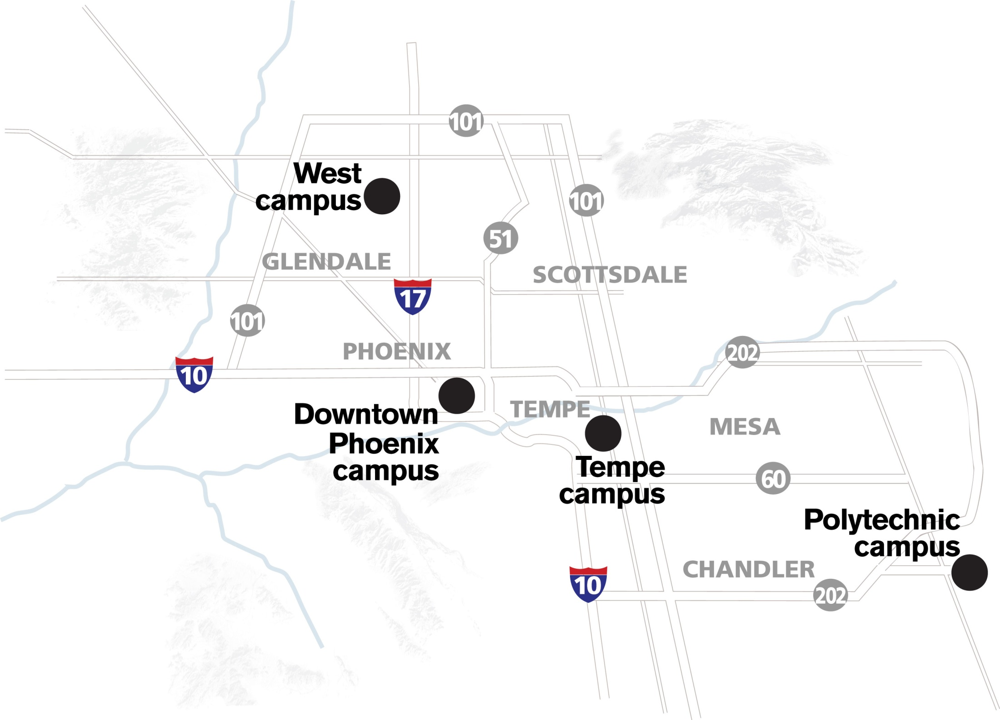 101
West
campus
101
51
GLENDALE
SCOTTSDALE
17
101
PHOENIX
202
10
TEMPE
Downtown
Phoenix
campus
MESA
Tempe
campus
60
Polytechnic
campus
CHANDLER
10
202